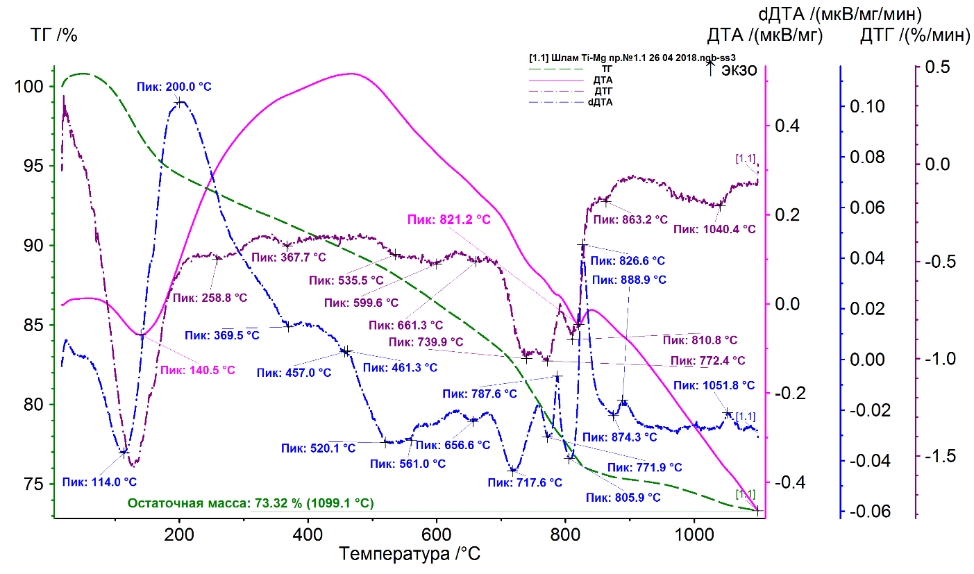 dДТА /(мкВ/мг/мин)
ТГ /% ДТА /(мкВ/мг) ДТГ /(%/мин)
[1.1] Шлам Ti-Mg пр.№1.1 26 04 2018.ngb-ss3
ТГ
ДТА
ДТГ
dДТА
↑ ЭКЗО
100
95
90
85
80
75
0.4
0.2
0.0
-0.2
-0.4
0.10
0.08
0.06
0.04
0.02
0.00
-0.02
-0.04
-0.06
0.5
0.0
-0.5
-1.0
-1.5
Пик: 200.0 °C
[1.1]
Пик: 821.2 °C
Пик: 863.2 °C
Пик: 1040.4 °C
Пик: 367.7 °C
Пик: 826.6 °C
Пик: 535.5 °C
Пик: 888.9 °C
Пик: 258.8 °C
Пик: 599.6 °C
Пик: 661.3 °C
Пик: 369.5 °C
Пик: 739.9 °C
Пик: 810.8 °C
Пик: 772.4 °C
Пик: 140.5 °C
Пик: 457.0 °C
Пик: 461.3 °C
Пик: 1051.8 °C
Пик: 787.6 °C
[1.1]
Пик: 520.1 °C
Пик: 656.6 °C
Пик: 874.3 °C
Пик: 561.0 °C
Пик: 771.9 °C
Пик: 114.0 °C
Пик: 717.6 °C
Пик: 805.9 °C
[1.1]
Остаточная масса: 73.32 % (1099.1 °C)
200 400 600 800 1000
Температура /°C